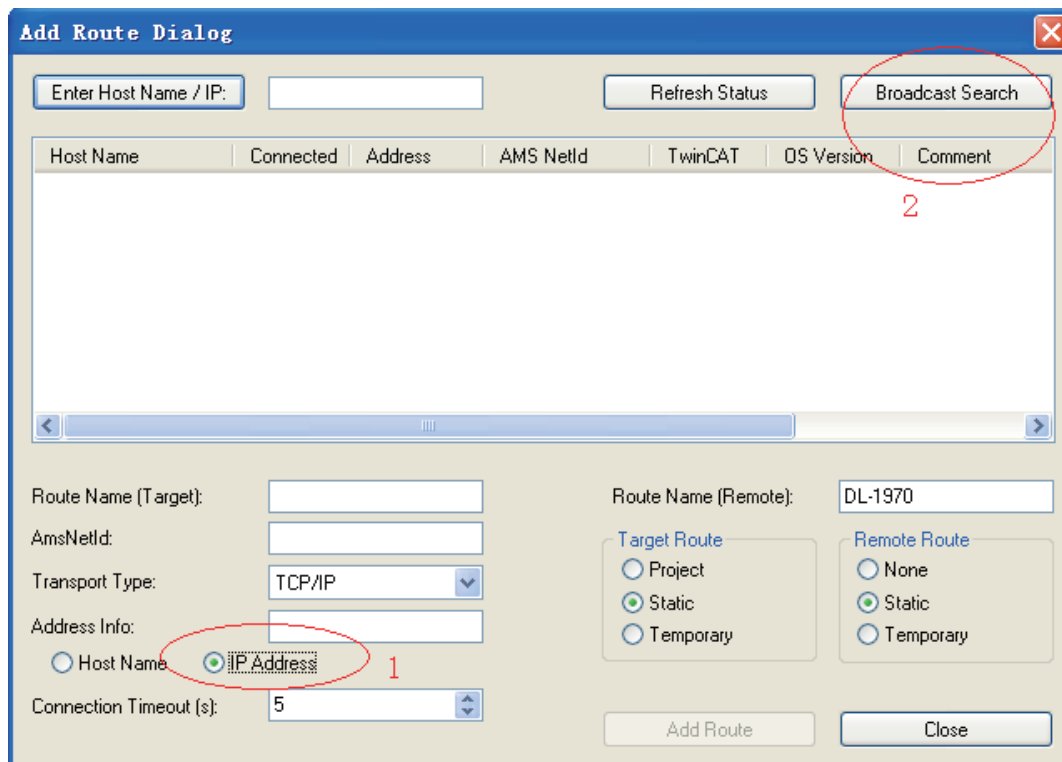 Add Route Dialog
Enter Host Name / IP: Refresh Status Broadcast Search
Host Name Connected Address AMS NetId TwinCAT OS Version Comment
2
Route Name (Target): Route Name (Remote): DL-1970
AmsNetId: Target Route Remote Route
Transport Type: TCP/IP Project None
Static Static
Address Info: Temporary Temporary
Host Name IP Address 1
Connection Timeout (s): 5
Add Route Close